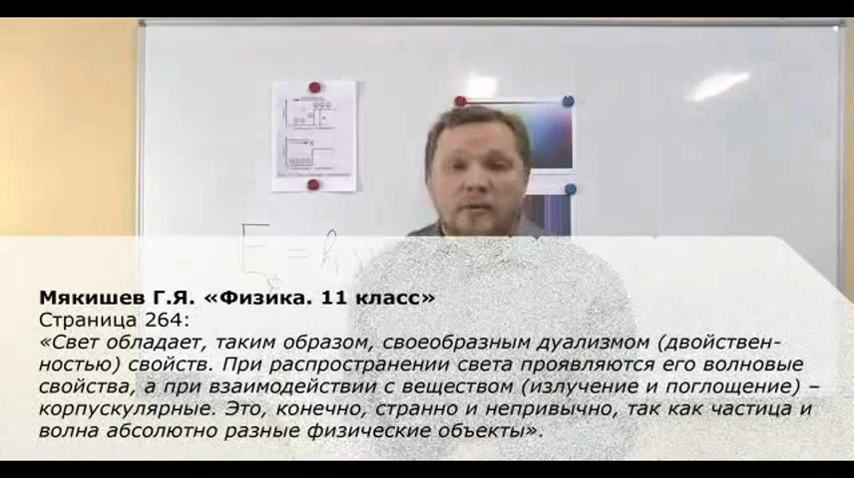 E = h
Мякишев Г.Я. «Физика. 11 класс»
Страница 264:
«Свет обладает, таким образом, своеобразным дуализмом (двойствен-
ностью) свойств. При распространении света проявляются его волновые
свойства, а при взаимодействии с веществом (излучение и поглощение) –
корпускулярные. Это, конечно, странно и непривычно, так как частица и
волна абсолютно разные физические объекты».